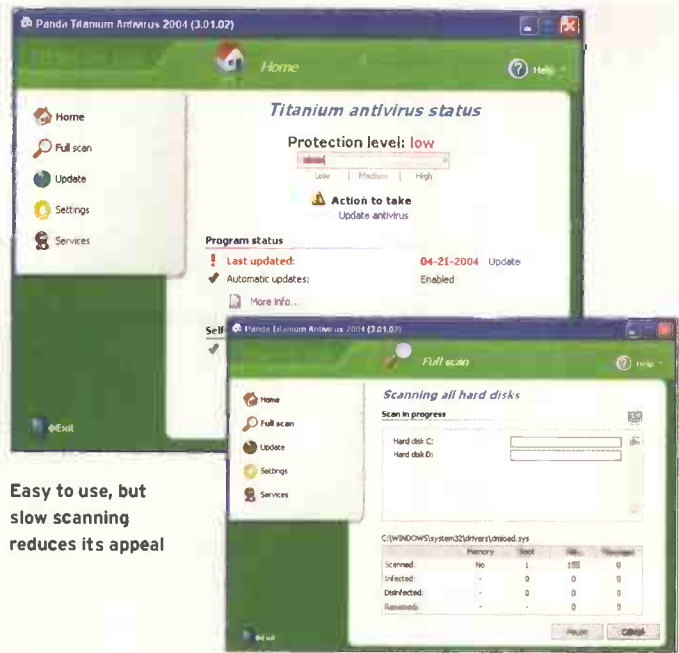 Panda Titanium Antivirus 2004 (3.01.02)
Home
Help
Home
Full scan
Update
Settings
Services
Exit
Titanium antivirus status
Protection level: low
Low Medium High
Action to take
Update antivirus
Program status
Last updated: 04-21-2004 Update
Automatic updates: Enabled
More info...
Self
Panda Titanium Antivirus 2004 (3.01.02)
Full scan
Help
Home
Full scan
Update
Settings
Services
Exit
Scanning all hard disks
Scan in progress
Hard disk C:
Hard disk D:
C:\WINDOWS\system32\drivers\dmload.sys
Memory Boot
Scanned: No 1 155 0
Infected: - 0 0 0
Disinfected: - 0 0 0
Renamed: - - 0 0
Pause Cancel
Easy to use, but
slow scanning
reduces its appeal